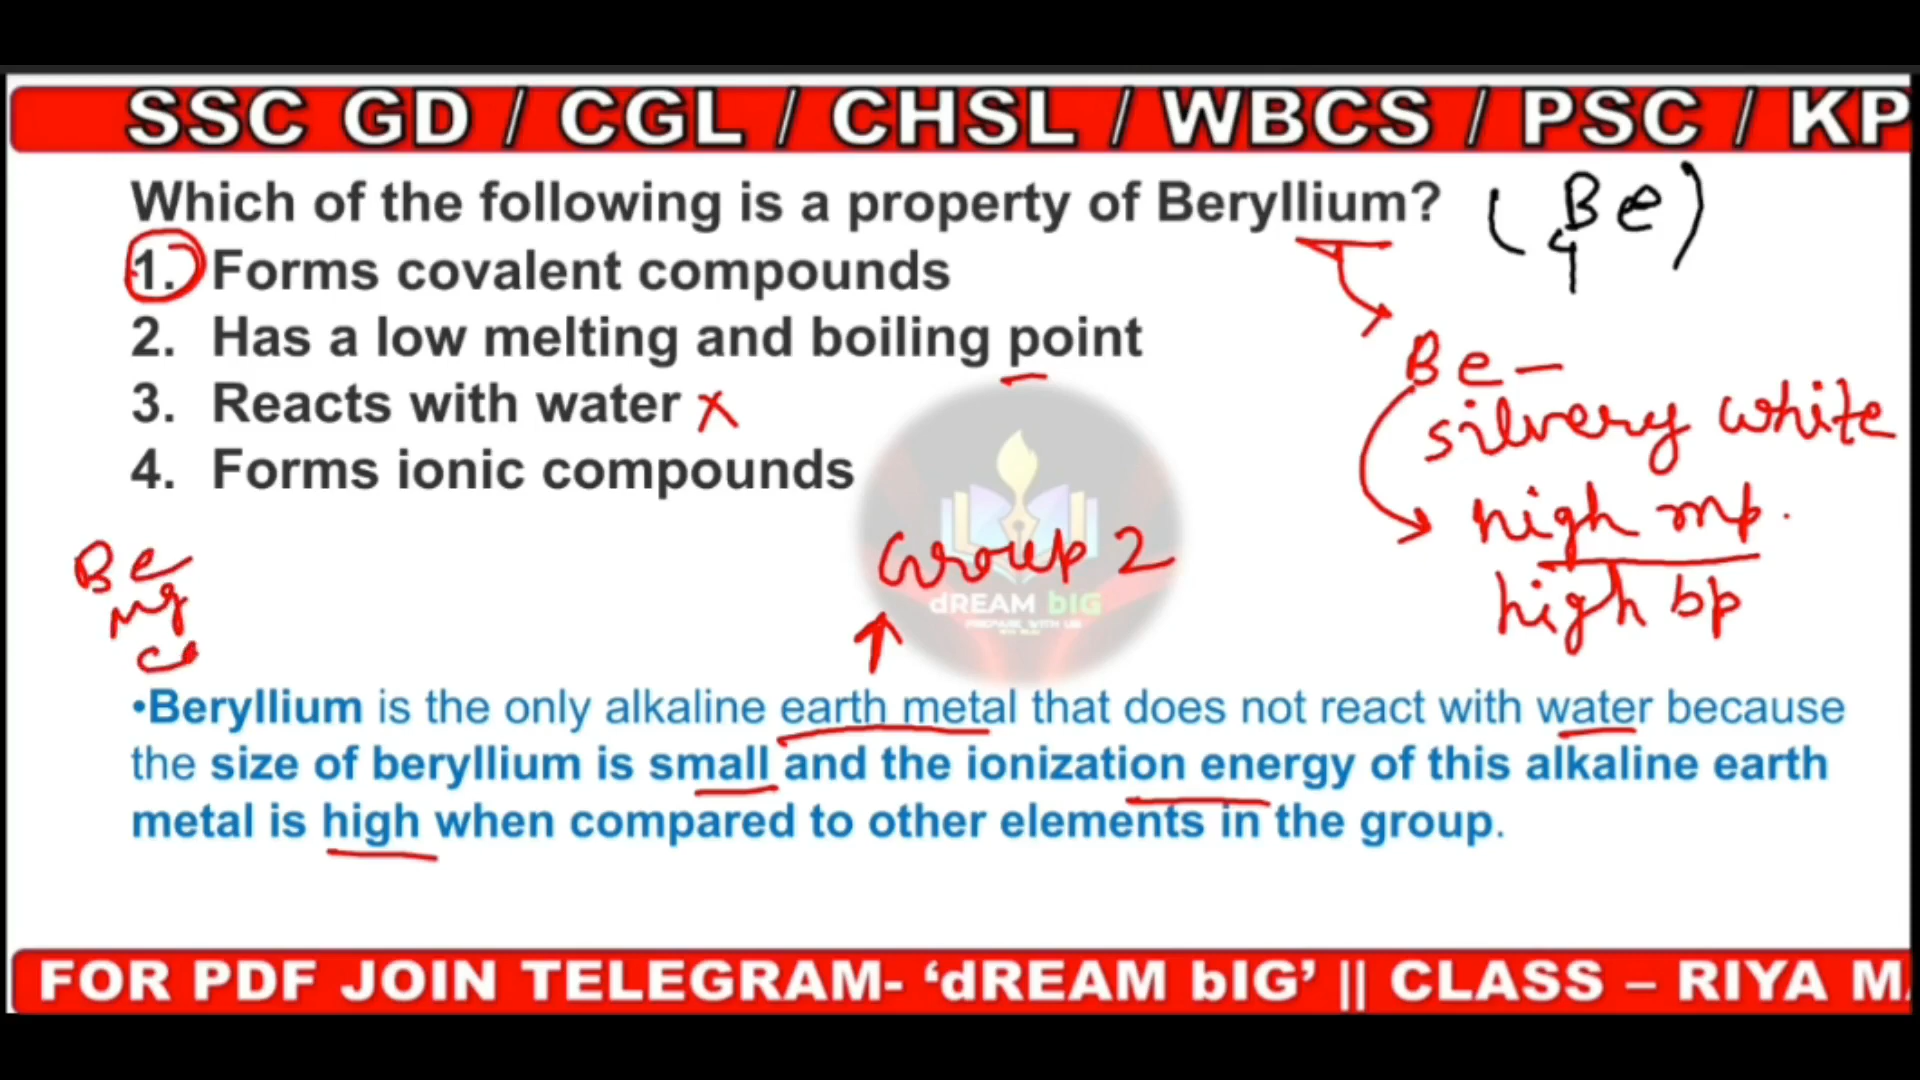 SSC GD / CGL / CHSL / WBCS / PSC / KP
Which of the following is a property of Beryllium?
(4Be)
1. Forms covalent compounds
2. Has a low melting and boiling point
3. Reacts with water x
4. Forms ionic compounds
Be –
silvery white
high mp.
high bp
Be
Mg
Ca
Group 2
dREAM bIG
PREPARE WITH US
•Beryllium is the only alkaline earth metal that does not react with water because
the size of beryllium is small and the ionization energy of this alkaline earth
metal is high when compared to other elements in the group.
FOR PDF JOIN TELEGRAM- ‘dREAM bIG’ || CLASS – RIYA MA